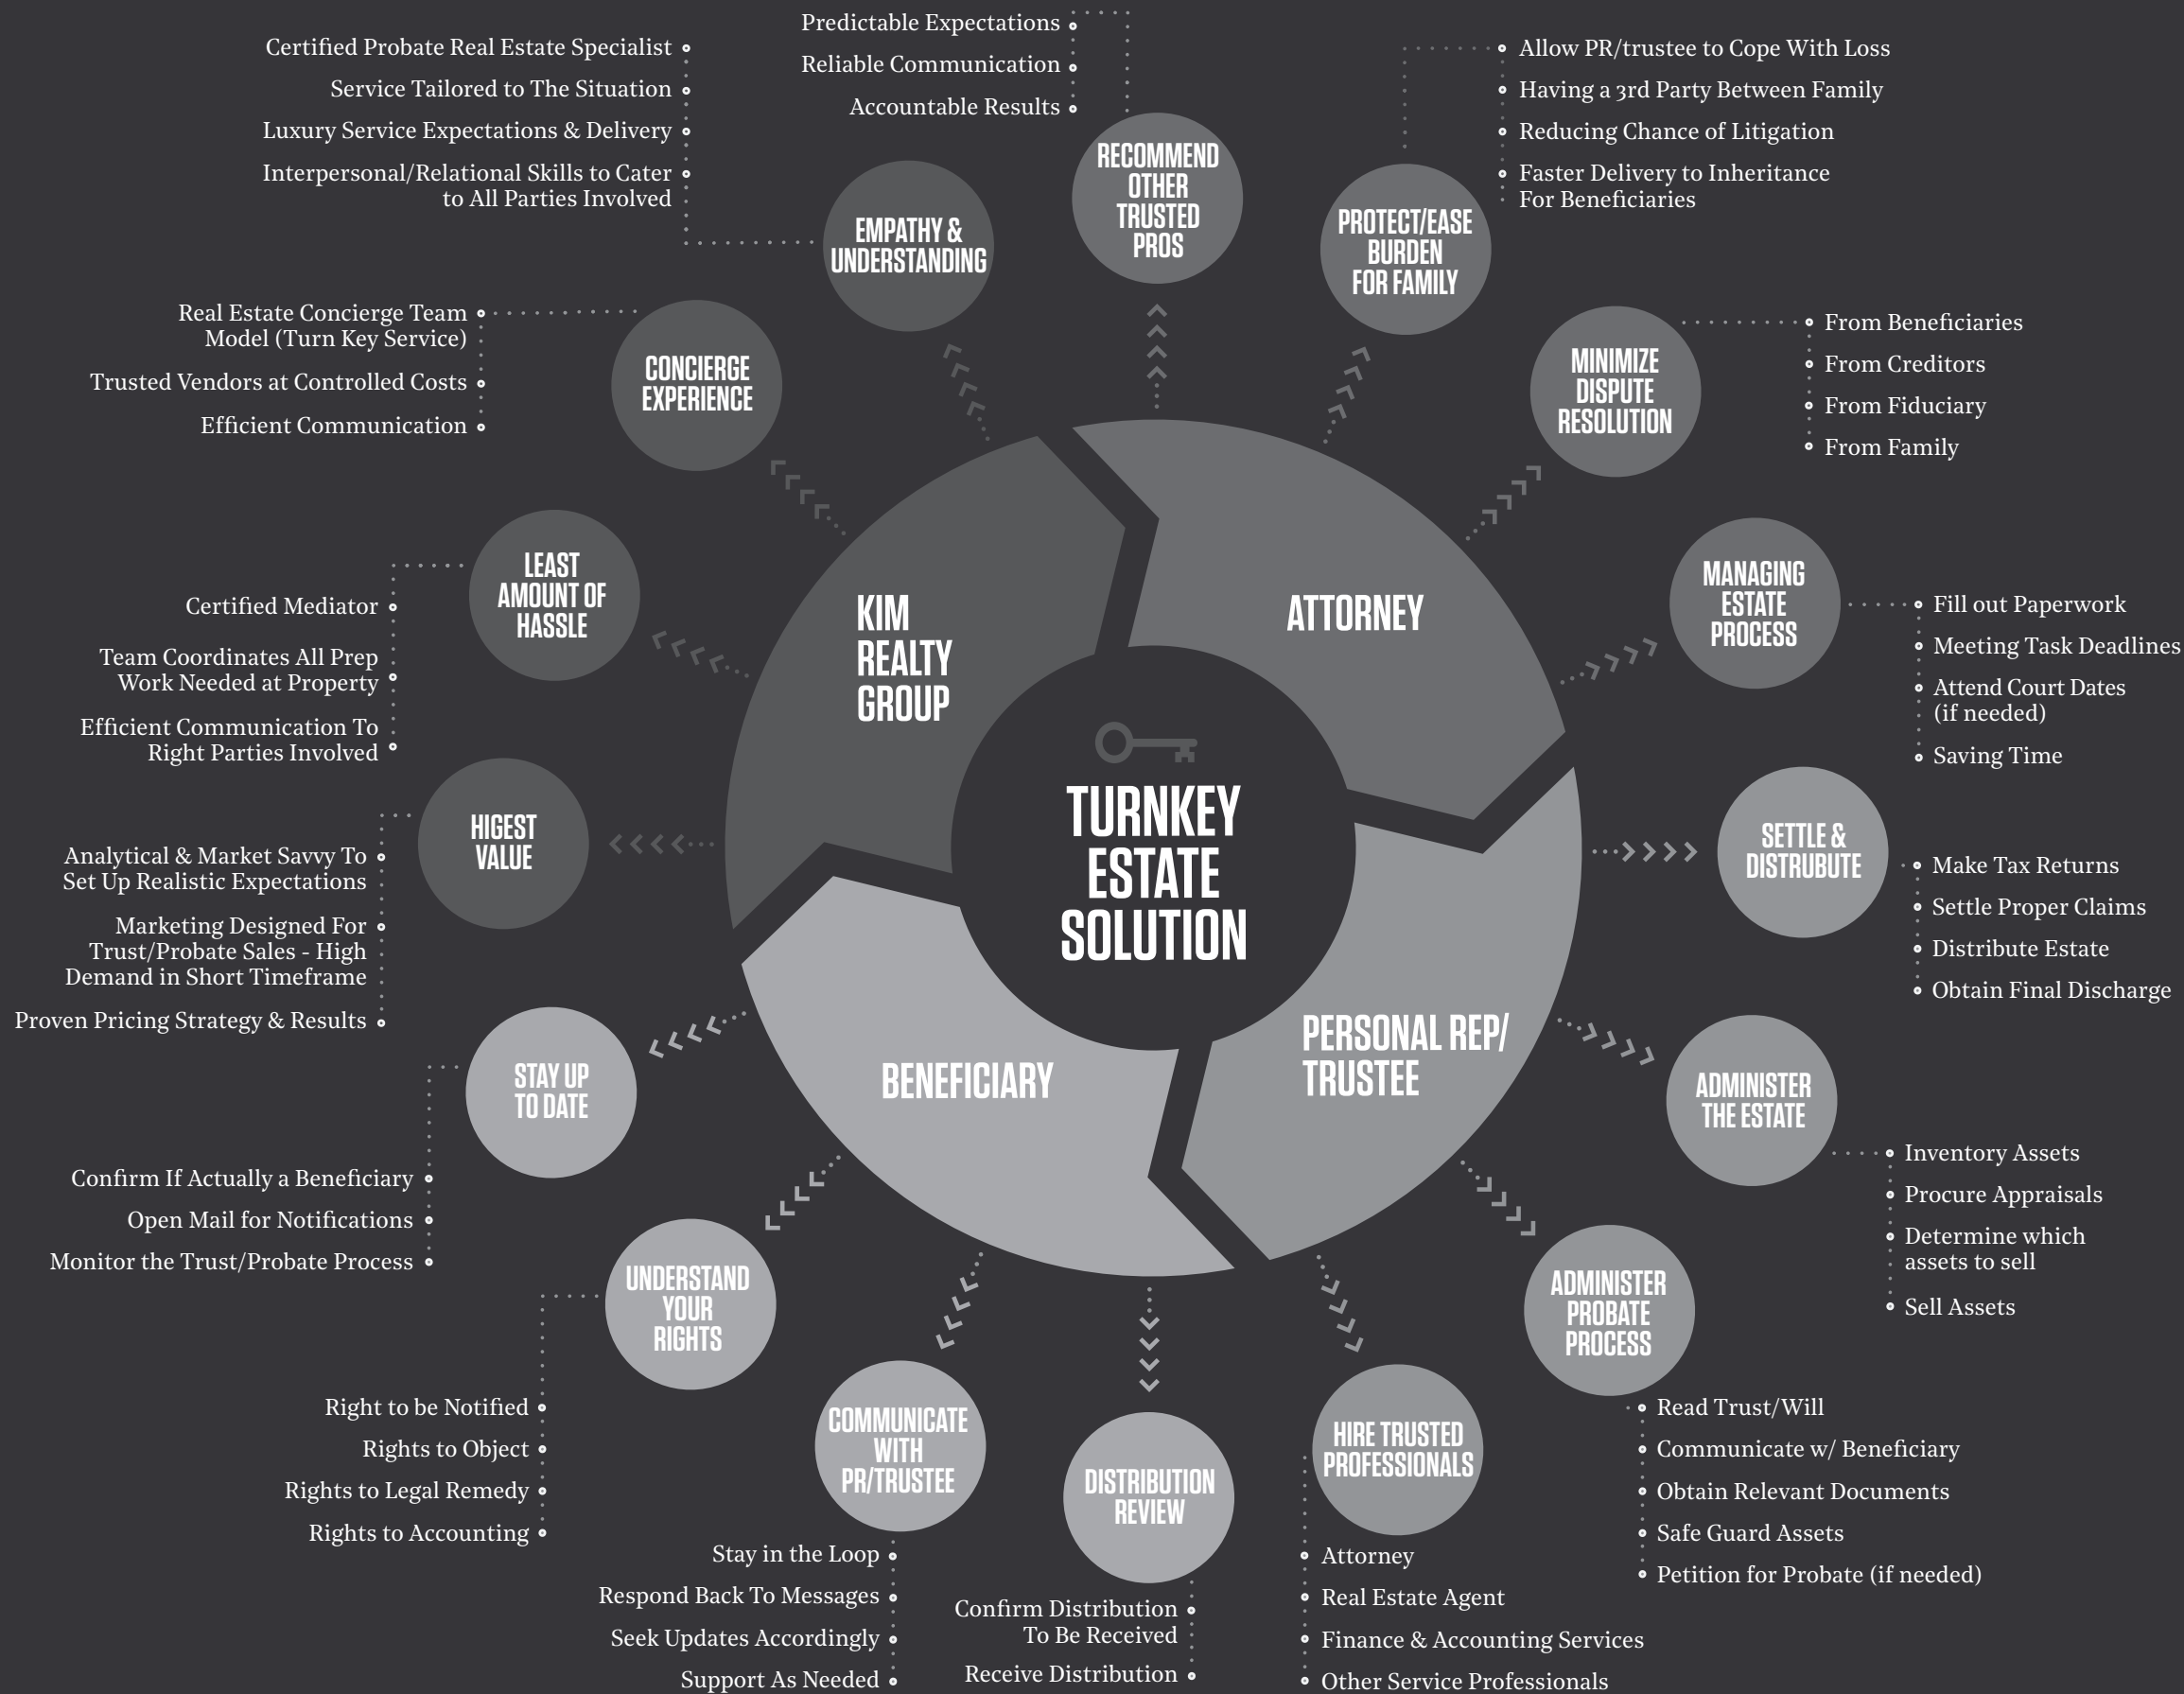 TURNKEY
ESTATE
SOLUTION
KIM
REALTY
GROUP
ATTORNEY
PERSONAL REP/
TRUSTEE
BENEFICIARY
RECOMMEND
OTHER
TRUSTED
PROS
Predictable Expectations
Reliable Communication
Accountable Results
PROTECT/EASE
BURDEN
FOR FAMILY
Allow PR/trustee to Cope With Loss
Having a 3rd Party Between Family
Reducing Chance of Litigation
Faster Delivery to Inheritance
For Beneficiaries
MINIMIZE
DISPUTE
RESOLUTION
From Beneficiaries
From Creditors
From Fiduciary
From Family
MANAGING
ESTATE
PROCESS
Fill out Paperwork
Meeting Task Deadlines
Attend Court Dates
(if needed)
Saving Time
SETTLE &
DISTRUBUTE
Make Tax Returns
Settle Proper Claims
Distribute Estate
Obtain Final Discharge
ADMINISTER
THE ESTATE
Inventory Assets
Procure Appraisals
Determine which
assets to sell
Sell Assets
ADMINISTER
PROBATE
PROCESS
Read Trust/Will
Communicate w/ Beneficiary
Obtain Relevant Documents
Safe Guard Assets
Petition for Probate (if needed)
HIRE TRUSTED
PROFESSIONALS
Attorney
Real Estate Agent
Finance & Accounting Services
Other Service Professionals
DISTRIBUTION
REVIEW
Confirm Distribution
To Be Received
Receive Distribution
COMMUNICATE
WITH
PR/TRUSTEE
Stay in the Loop
Respond Back To Messages
Seek Updates Accordingly
Support As Needed
UNDERSTAND
YOUR
RIGHTS
Right to be Notified
Rights to Object
Rights to Legal Remedy
Rights to Accounting
STAY UP
TO DATE
Confirm If Actually a Beneficiary
Open Mail for Notifications
Monitor the Trust/Probate Process
HIGEST
VALUE
Analytical & Market Savvy To
Set Up Realistic Expectations
Marketing Designed For
Trust/Probate Sales - High
Demand in Short Timeframe
Proven Pricing Strategy & Results
LEAST
AMOUNT OF
HASSLE
Certified Mediator
Team Coordinates All Prep
Work Needed at Property
Efficient Communication To
Right Parties Involved
CONCIERGE
EXPERIENCE
Real Estate Concierge Team
Model (Turn Key Service)
Trusted Vendors at Controlled Costs
Efficient Communication
EMPATHY &
UNDERSTANDING
Certified Probate Real Estate Specialist
Service Tailored to The Situation
Luxury Service Expectations & Delivery
Interpersonal/Relational Skills to Cater
to All Parties Involved